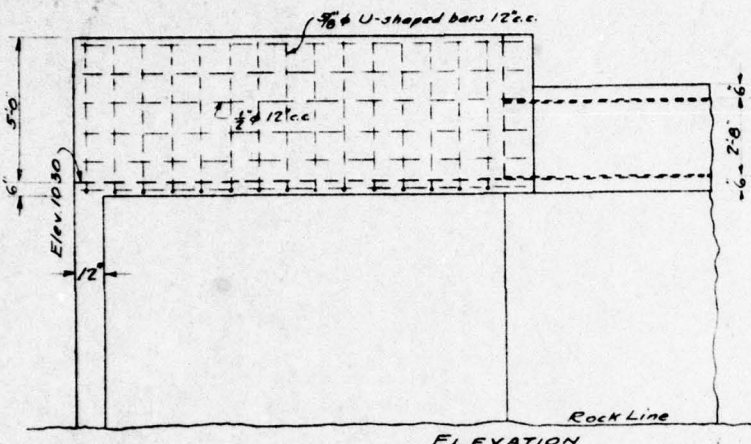 5/8" ϕ U-shaped bars 12" c.c.
5'-0"
1/2" ϕ 12" c.c.
6"
2'-8"
6"
6"
Elev. 1030
12"
Rock Line
ELEVATION